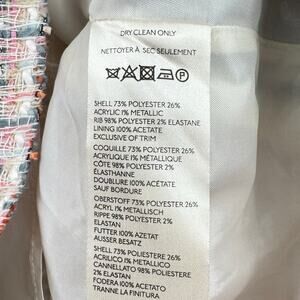 DRY CLEAN ONLY
NETTOYER À SEC SEULEMENT
P
SHELL 73% POLYESTER 26%
ACRYLIC 1% METALLIC
RIB 98% POLYESTER 2% ELASTANE
LINING 100% ACETATE
EXCLUSIVE OF TRIM
COQUILLE 73% POLYESTER 26%
ACRYLIQUE 1% MÉTALLIQUE
CÔTE 98% POLYESTER 2%
ÉLASTHANNE
DOUBLURE 100% ACÉTATE
SAUF BORDURE
OBERSTOFF 73% POLYESTER 26%
ACRYL 1% METALLISCH
RIPPE 98% POLYESTER 2%
ELASTAN
FUTTER 100% AZETAT
AUSSER BESATZ
SHELL 73% POLIESTERE 26%
ACRILICO 1% METALLICO
CANNELLATO 98% POLIESTERE
2% ELASTAN
FODERA 100% ACETATO
TRANNE LA FINITURA